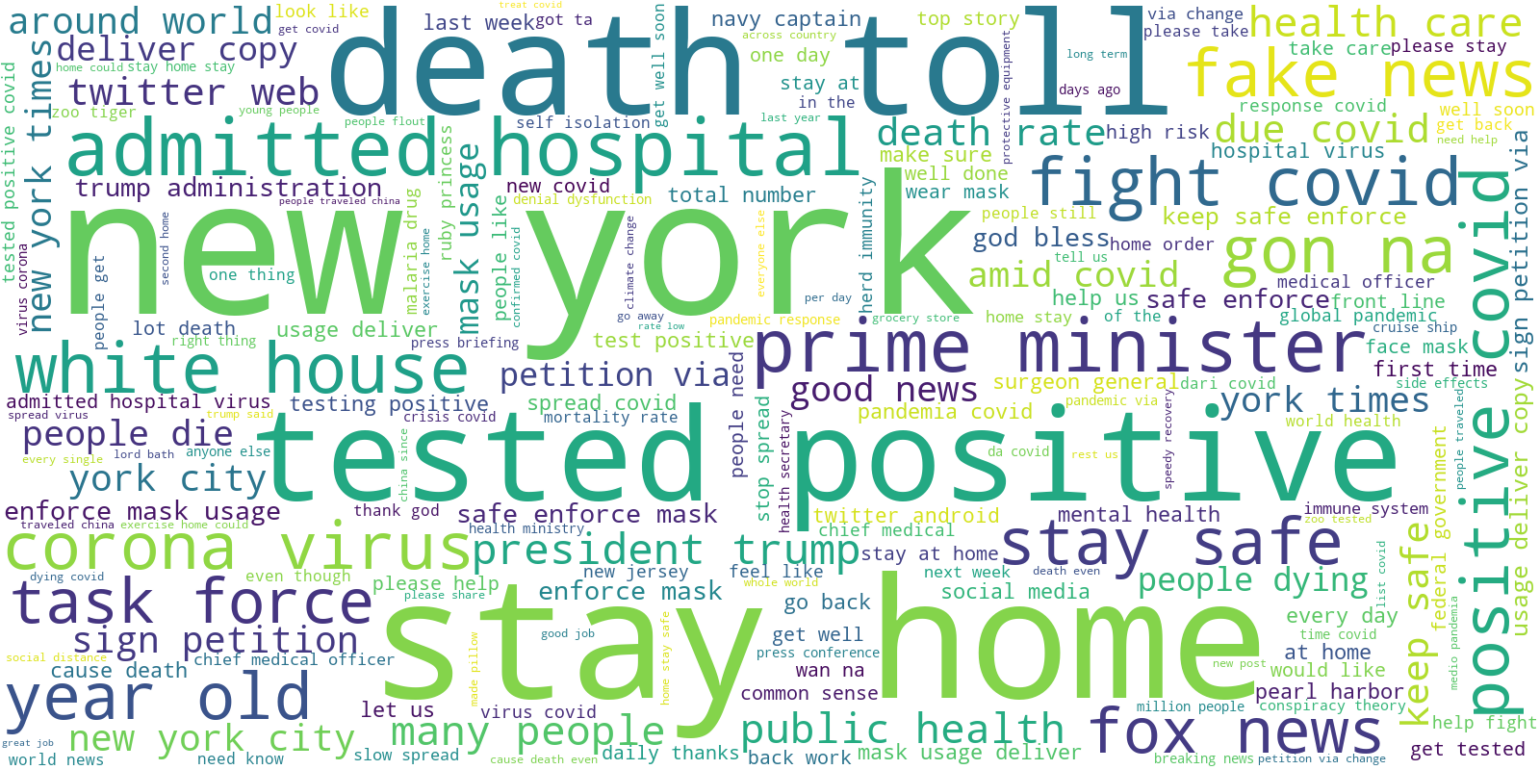 around world
look like
get covid
last week
got ta
treat covid
get well soon
navy captain
across country
top story
via change
please take
health care
deliver copy
home could
stay home stay
death toll
one day
long term
take care
please stay
fake news
new york times
twitter web
zoo tiger
young people
stay at
in the
days ago
protective equipment
response covid
well soon
tested positive covid
people flout
self isolation
last year
admitted hospital
death rate
high risk
due covid
get back
need help
make sure
hospital virus
well done
wear mask
fight covid
trump administration
people traveled china
mask usage
ruby princess
new covid
total number
denial dysfunction
herd immunity
people still
keep safe enforce
sign petition via
new york
second home
malaria drug
people like
climate change
everyone else
god bless
home order
tell us
gon na
virus corona
people get
one thing
exercise home
confirmed covid
per day
amid covid
medical officer
help us
safe enforce
front line
lot death
usage deliver
right thing
press briefing
go away
rate low
pandemic response
grocery store
home stay
of the
global pandemic
cruise ship
test positive
prime minister
face mask
first time
white house
petition via
people need
good news
surgeon general
dari covid
side effects
positive covid
admitted hospital virus
testing positive
spread covid
pandemic via
york times
spread virus
trump said
crisis covid
mortality rate
pandemia covid
world health
people die
lord bath
anyone else
tested positive
every single
china since
stop spread
health secretary
da covid
rest us
speedy recovery
federal government
people traveled
usage deliver copy
york city
enforce mask usage
thank god
safe enforce mask
twitter android
mental health
immune system
traveled china
exercise home could
health ministry
chief medical
zoo tested
corona virus
president trump
stay at home
stay safe
keep safe
list covid
dying covid
even though
please help
new jersey
feel like
whole world
next week
death even
people dying
task force
please share
enforce mask
go back
social media
every day
sign petition
stay home
good job
home stay safe
get well
time covid
medio pandemia
social distance
chief medical officer
press conference
at home
cause death
made pillow
wan na
new post
would like
year old
common sense
pearl harbor
let us
virus covid
million people
conspiracy theory
great job
new york city
many people
public health
fox news
help fight
world news
need know
slow spread
cause death even
daily thanks
back work
mask usage deliver
breaking news
petition via change
get tested